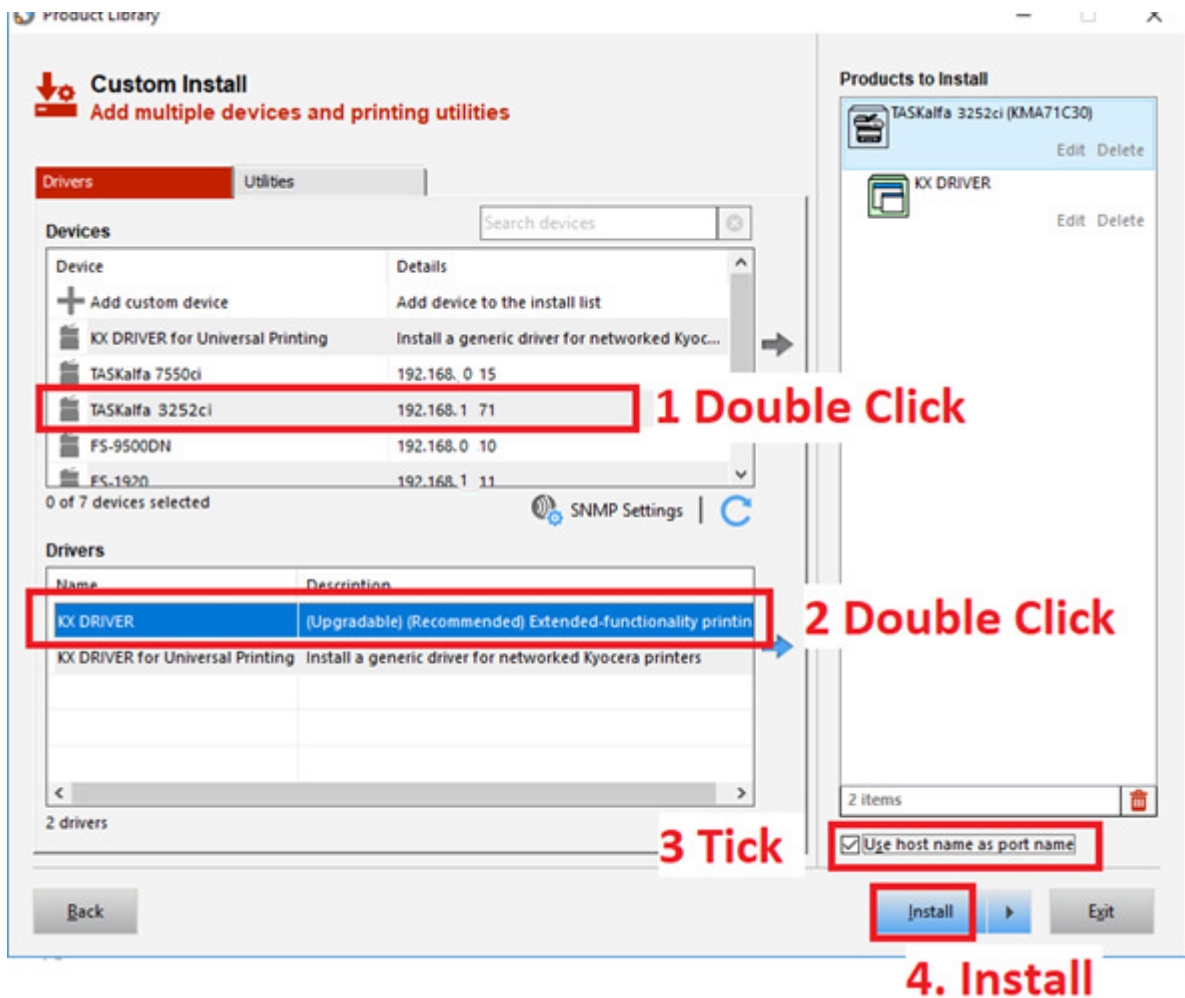 Product Library
Custom Install
Add multiple devices and printing utilities
Drivers
Utilities
Devices
Search devices
Device Details
Add custom device Add device to the install list
KX DRIVER for Universal Printing Install a generic driver for networked Kyoc...
TASKalfa 7550ci 192.168. 0 15
TASKalfa 3252ci 192.168.1 71
1 Double Click
FS-9500DN 192.168.0 10
FS-1920 192.168.1 11
0 of 7 devices selected
SNMP Settings
Drivers
Name Description
KX DRIVER (Upgradable) (Recommended) Extended-functionality printin
2 Double Click
KX DRIVER for Universal Printing Install a generic driver for networked Kyocera printers
2 drivers
Products to Install
TASKalfa 3252ci (KMA71C30)
Edit Delete
KX DRIVER
Edit Delete
2 items
3 Tick
Use host name as port name
Back
Install
Exit
4. Install